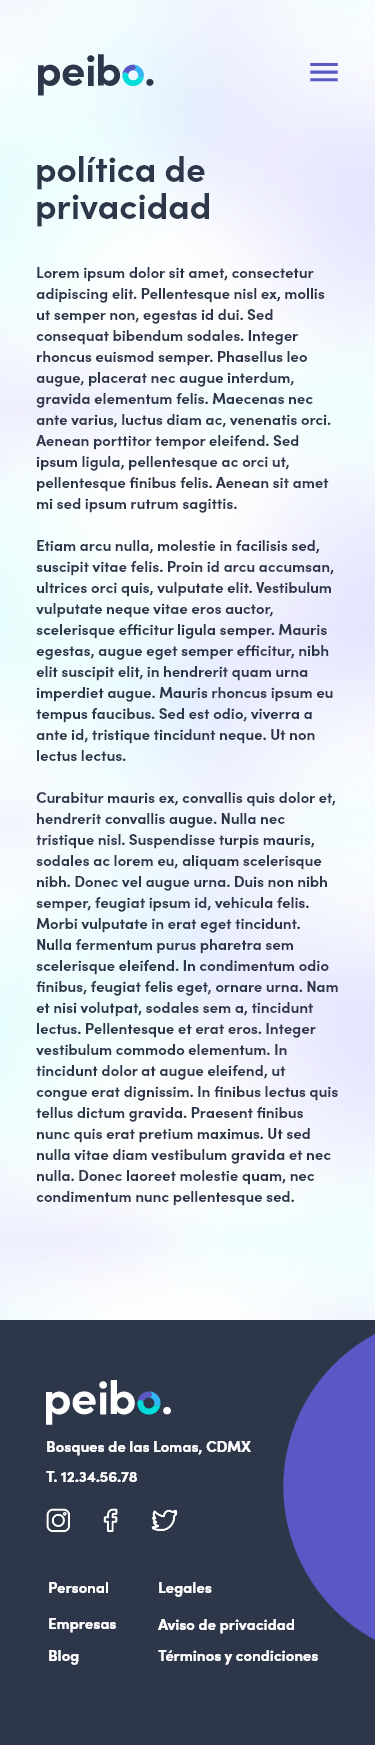 peibo.
política de
privacidad
Lorem ipsum dolor sit amet, consectetur
adipiscing elit. Pellentesque nisl ex, mollis
ut semper non, egestas id dui. Sed
consequat bibendum sodales. Integer
rhoncus euismod semper. Phasellus leo
augue, placerat nec augue interdum,
gravida elementum felis. Maecenas nec
ante varius, luctus diam ac, venenatis orci.
Aenean porttitor tempor eleifend. Sed
ipsum ligula, pellentesque ac orci ut,
pellentesque finibus felis. Aenean sit amet
mi sed ipsum rutrum sagittis.
Etiam arcu nulla, molestie in facilisis sed,
suscipit vitae felis. Proin id arcu accumsan,
ultrices orci quis, vulputate elit. Vestibulum
vulputate neque vitae eros auctor,
scelerisque efficitur ligula semper. Mauris
egestas, augue eget semper efficitur, nibh
elit suscipit elit, in hendrerit quam urna
imperdiet augue. Mauris rhoncus ipsum eu
tempus faucibus. Sed est odio, viverra a
ante id, tristique tincidunt neque. Ut non
lectus lectus.
Curabitur mauris ex, convallis quis dolor et,
hendrerit convallis augue. Nulla nec
tristique nisl. Suspendisse turpis mauris,
sodales ac lorem eu, aliquam scelerisque
nibh. Donec vel augue urna. Duis non nibh
semper, feugiat ipsum id, vehicula felis.
Morbi vulputate in erat eget tincidunt.
Nulla fermentum purus pharetra sem
scelerisque eleifend. In condimentum odio
finibus, feugiat felis eget, ornare urna. Nam
et nisi volutpat, sodales sem a, tincidunt
lectus. Pellentesque et erat eros. Integer
vestibulum commodo elementum. In
tincidunt dolor at augue eleifend, ut
congue erat dignissim. In finibus lectus quis
tellus dictum gravida. Praesent finibus
nunc quis erat pretium maximus. Ut sed
nulla vitae diam vestibulum gravida et nec
nulla. Donec laoreet molestie quam, nec
condimentum nunc pellentesque sed.
peibo.
Bosques de las Lomas, CDMX
T. 12.34.56.78
Personal
Empresas
Blog
Legales
Aviso de privacidad
Términos y condiciones